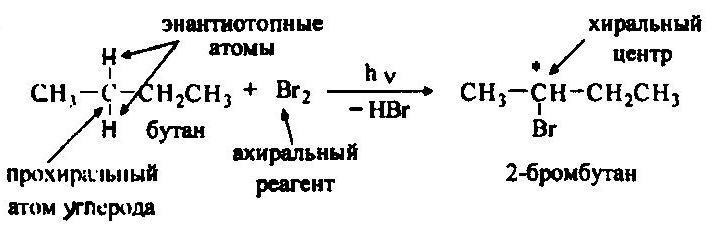 энантиотопные атомы
хиральный центр
H
CH₃–C–CH₂CH₃ + Br₂ hν – HBr CH₃–CH–CH₂CH₃
*
H
Br
бутан
ахиральный реагент
2-бромбутан
прохиральный атом углерода